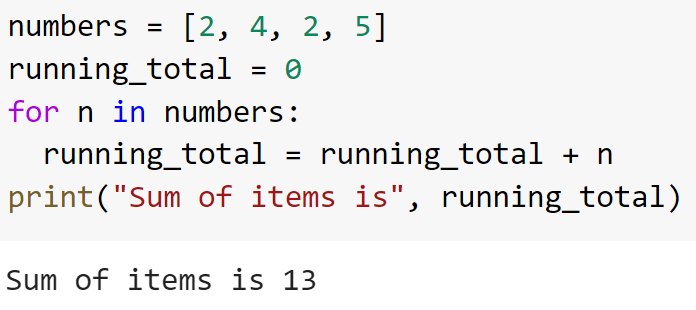 numbers = [2, 4, 2, 5]
running_total = 0
for n in numbers:
  running_total = running_total + n
print("Sum of items is", running_total)
Sum of items is 13